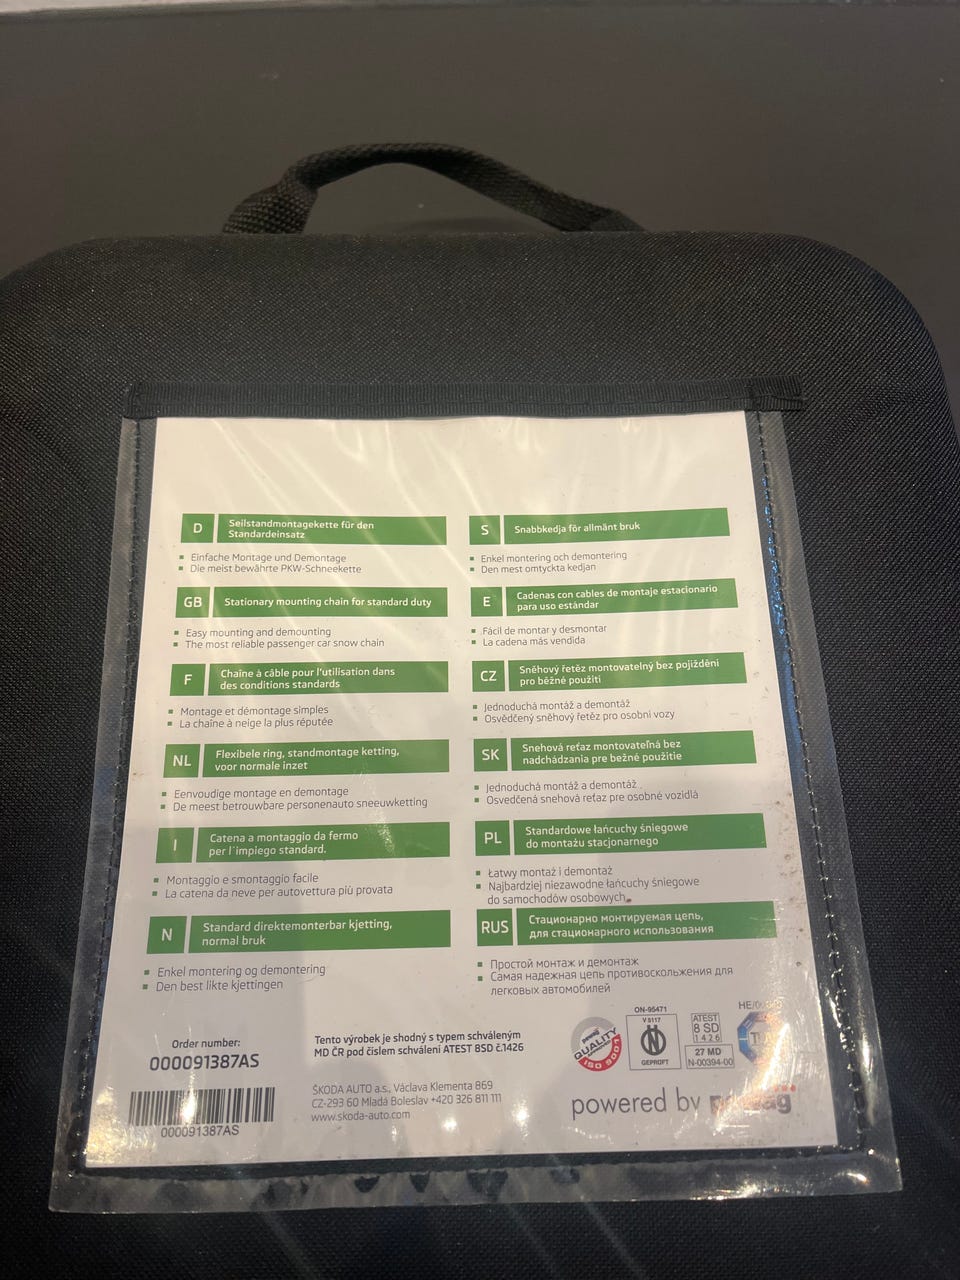 D
Seilstandmontagekette für den
Standardeinsatz
Einfache Montage und Demontage
Die meist bewährte PKW-Schneekette
GB
Stationary mounting chain for standard duty
Easy mounting and demounting
The most reliable passenger car snow chain
F
Chaîne à câble pour l'utilisation dans
des conditions standards
Montage et démontage simples
La chaîne à neige la plus réputée
NL
Flexibele ring, standmontage ketting,
voor normale inzet
Eenvoudige montage en demontage
De meest betrouwbare personenauto sneeuwketting
I
Catena a montaggio da fermo
per l'impiego standard.
Montaggio e smontaggio facile
La catena da neve per autovettura più provata
N
Standard direktemonterbar kjetting,
normal bruk
Enkel montering og demontering
Den best likte kjettingen
S
Snabbkedja för allmänt bruk
Enkel montering och demontering
Den mest omtyckta kedjan
E
Cadenas con cables de montaje estacionario
para uso estándar
Fácil de montar y desmontar
La cadena más vendida
CZ
Sněhový řetěz montovatelný bez pojíždění
pro běžné použití
Jednoduchá montáž a demontáž
Osvědčený sněhový řetěz pro osobní vozy
SK
Snehová reťaz montovateľná bez
nadchádzania pre bežné použitie
Jednoduchá montáž a demontáž
Osvedčená snehová reťaz pre osobné vozidlá
PL
Standardowe łańcuchy śniegowe
do montażu stacjonarnego
Łatwy montaż i demontaż
Najbardziej niezawodne łańcuchy śniegowe
do samochodów osobowych
RUS
Стационарно монтируемая цепь,
для стационарного использования
Простой монтаж и демонтаж
Самая надежная цепь противоскольжения для
легковых автомобилей
Order number:
000091387AS
000091387AS
Tento výrobek je shodný s typem schváleným
MD ČR pod číslem schválení ATEST 8SD č.1426
ŠKODA AUTO a.s., Václava Klementa 869
CZ-293 60 Mladá Boleslav +420 326 811 111
www.skoda-auto.com
QUALITY
ISO 9001
ON-95471
V 5117
N
GEPRÜFT
ATEST
8 SD
1 4 2 6
27 MD
N-00394-00
powered by pewag